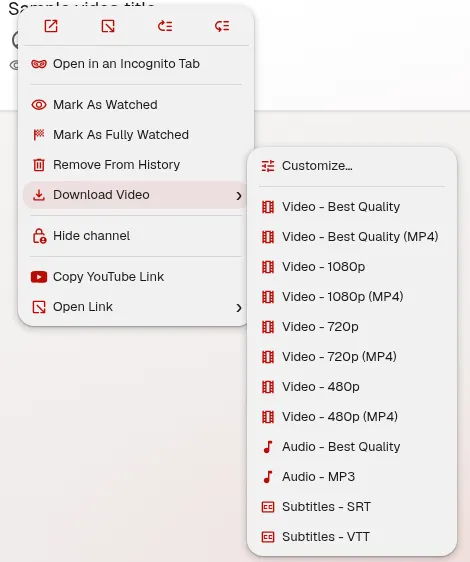 Sample video title
Open in an Incognito Tab
Mark As Watched
Mark As Fully Watched
Remove From History
Download Video
Hide channel
Copy YouTube Link
Open Link
Customize...
Video - Best Quality
Video - Best Quality (MP4)
Video - 1080p
Video - 1080p (MP4)
Video - 720p
Video - 720p (MP4)
Video - 480p
Video - 480p (MP4)
Audio - Best Quality
Audio - MP3
Subtitles - SRT
Subtitles - VTT